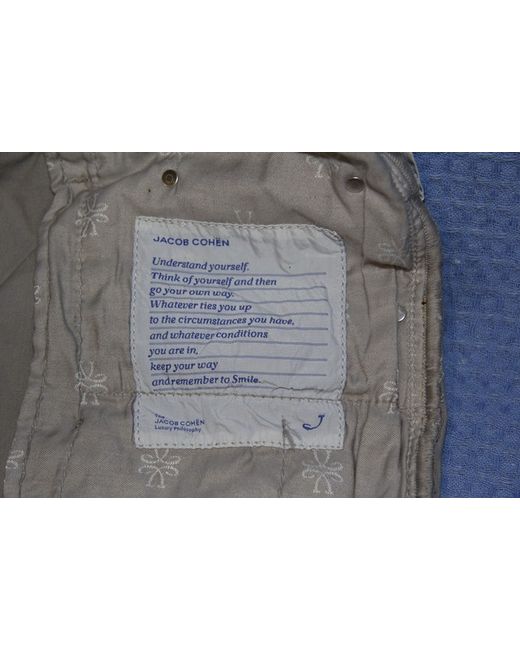 JACOB COHËN
Understand yourself.
Think of yourself and then
go your own way.
Whatever ties you up
to the circumstances you have,
and whatever conditions
you are in,
keep your way
and remember to Smile.
The
JACOB COHËN
Luxury Philosophy
J